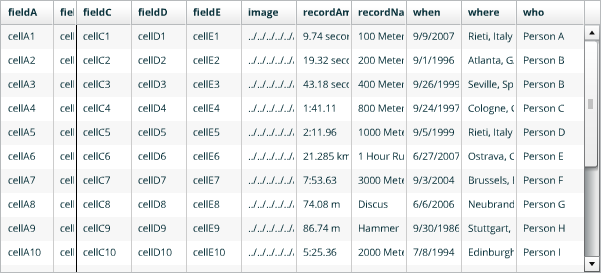 fieldA fiel fieldC fieldD fieldE image recordAm recordNa when where who
cellA1 cell cellC1 cellD1 cellE1 ../../../../ 9.74 secor 100 Meter 9/9/2007 Rieti, Italy Person A
cellA2 cell cellC2 cellD2 cellE2 ../../../../ 19.32 sec 200 Meter 9/1/1996 Atlanta, G Person B
cellA3 cell cellC3 cellD3 cellE3 ../../../../ 43.18 sec 400 Meter 9/26/1999 Seville, Sp Person B
cellA4 cell cellC4 cellD4 cellE4 ../../../../ 1:41.11 800 Meter 9/24/1997 Cologne, Person C
cellA5 cell cellC5 cellD5 cellE5 ../../../../ 2:11.96 1000 Mete 9/5/1999 Rieti, Italy Person D
cellA6 cell cellC6 cellD6 cellE6 ../../../../ 21.285 km 1 Hour Ru 6/27/2007 Ostrava, C Person E
cellA7 cell cellC7 cellD7 cellE7 ../../../../ 7:53.63 3000 Mete 9/3/2004 Brussels, Person F
cellA8 cell cellC8 cellD8 cellE8 ../../../../ 74.08 m Discus 6/6/2006 Neubrand Person G
cellA9 cell cellC9 cellD9 cellE9 ../../../../ 86.74 m Hammer 9/30/1986 Stuttgart, Person H
cellA10 cell cellC10 cellD10 cellE10 ../../../../ 5:25.36 2000 Mete 7/8/1994 Edinburgh Person I